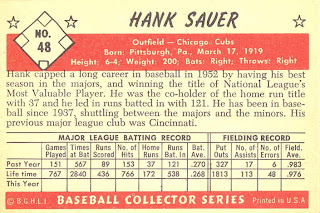 HANK SAUER
NO.
48
Outfield—Chicago Cubs
Born: Pittsburgh, Pa., March 17, 1919
Height: 6-4; Weight: 200; Bats: Right; Throws: Right
Hank capped a long career in baseball in 1952 by having his best
season in the majors, and winning the title of National League's
Most Valuable Player. He was the co-holder of the home run title
with 37 and he led in runs batted in with 121. He has been in base-
ball since 1937, shuttling between the majors and the minors. His
previous major league club was Cincinnati.
MAJOR LEAGUE BATTING RECORD FIELDING RECORD
Games Played Times at Bat Runs Scored No. of Hits Home Runs Runs Bat. In Bat. Ave. Put Outs No. of Assists No. of Errors Field. Ave.
Past Year 151 567 89 153 37 121 .270 327 17 6 .983
Life time 767 2840 436 766 172 538 .268 1813 113 48 .976
This Year
© B.G.H.L.I. BASEBALL COLLECTOR SERIES Printed in U.S.A.